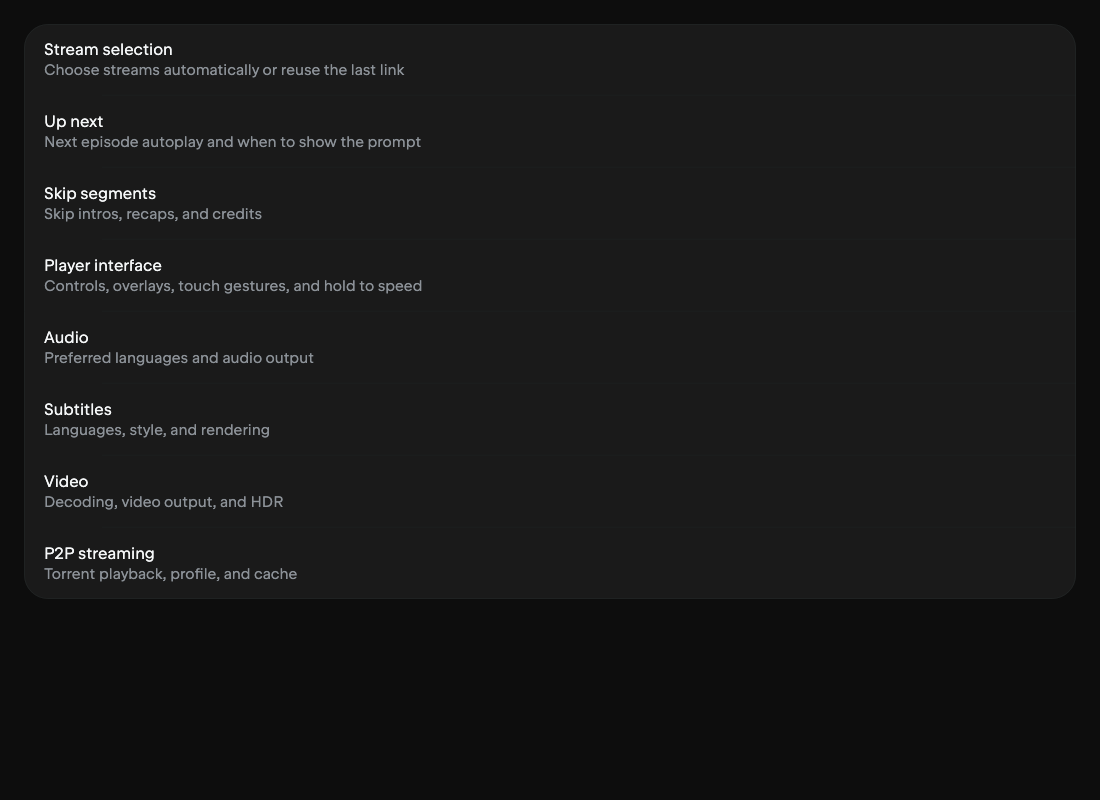 Stream selection
Choose streams automatically or reuse the last link
Up next
Next episode autoplay and when to show the prompt
Skip segments
Skip intros, recaps, and credits
Player interface
Controls, overlays, touch gestures, and hold to speed
Audio
Preferred languages and audio output
Subtitles
Languages, style, and rendering
Video
Decoding, video output, and HDR
P2P streaming
Torrent playback, profile, and cache